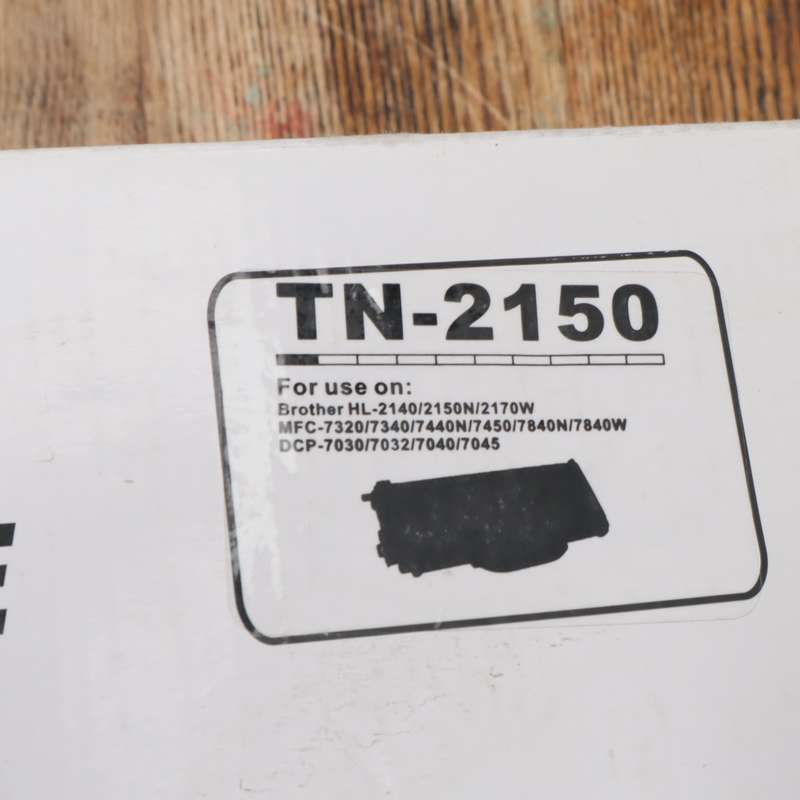 TN-2150
For use on:
Brother HL-2140/2150N/2170W
MFC-7320/7340/7440N/7450/7840N/7840W
DCP-7030/7032/7040/7045